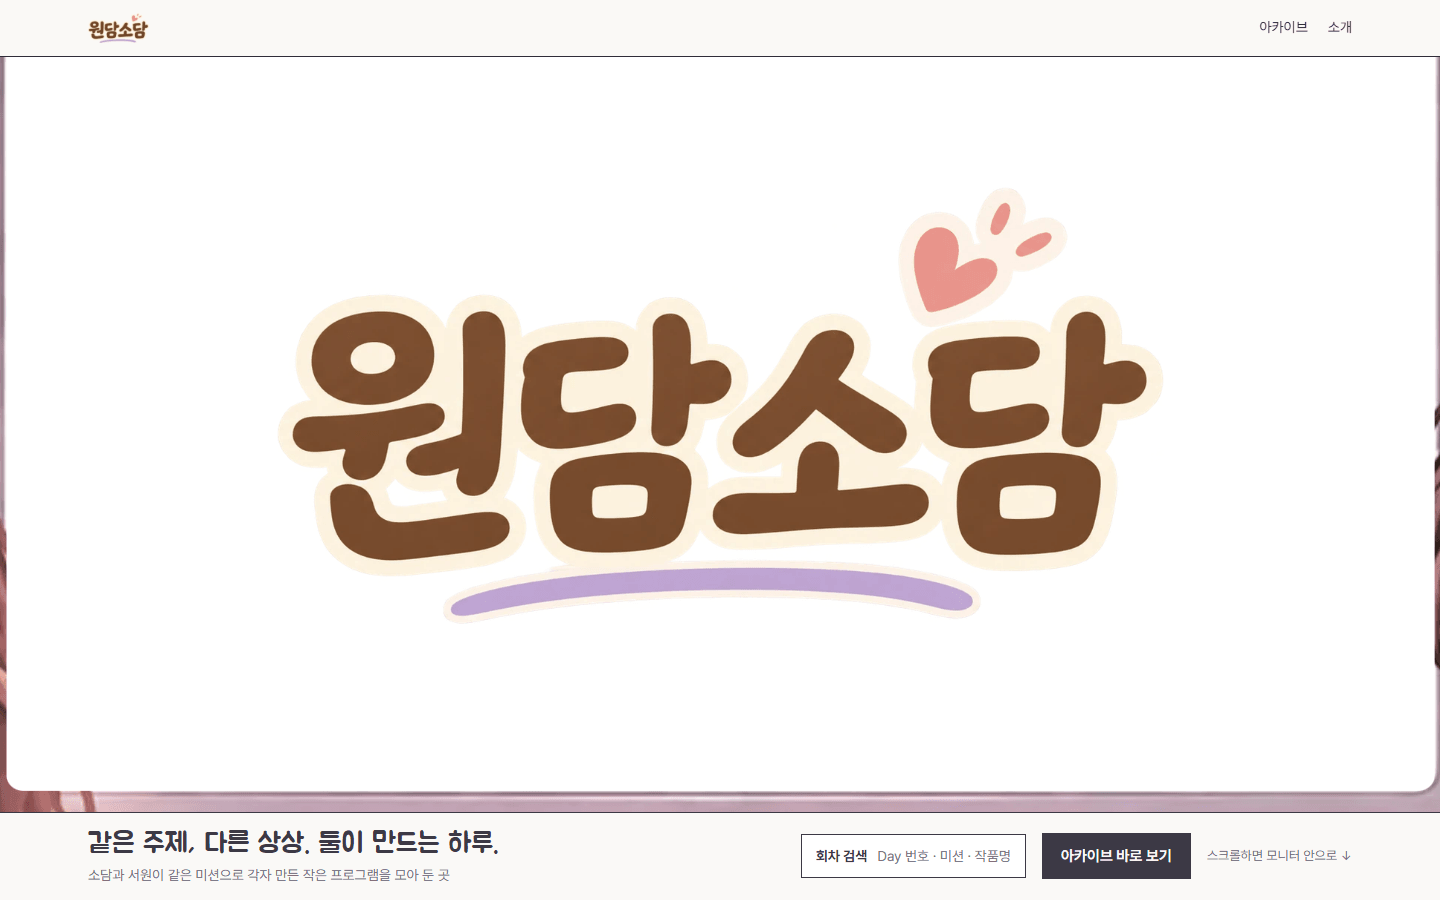 원담소담
아카이브 소개
원담소담
같은 주제, 다른 상상. 둘이 만드는 하루.
소담과 서원이 같은 미션으로 각자 만든 작은 프로그램을 모아 둔 곳
회차 검색 Day 번호 · 미션 · 작품명
아카이브 바로 보기
스크롤하면 모니터 안으로 ↓